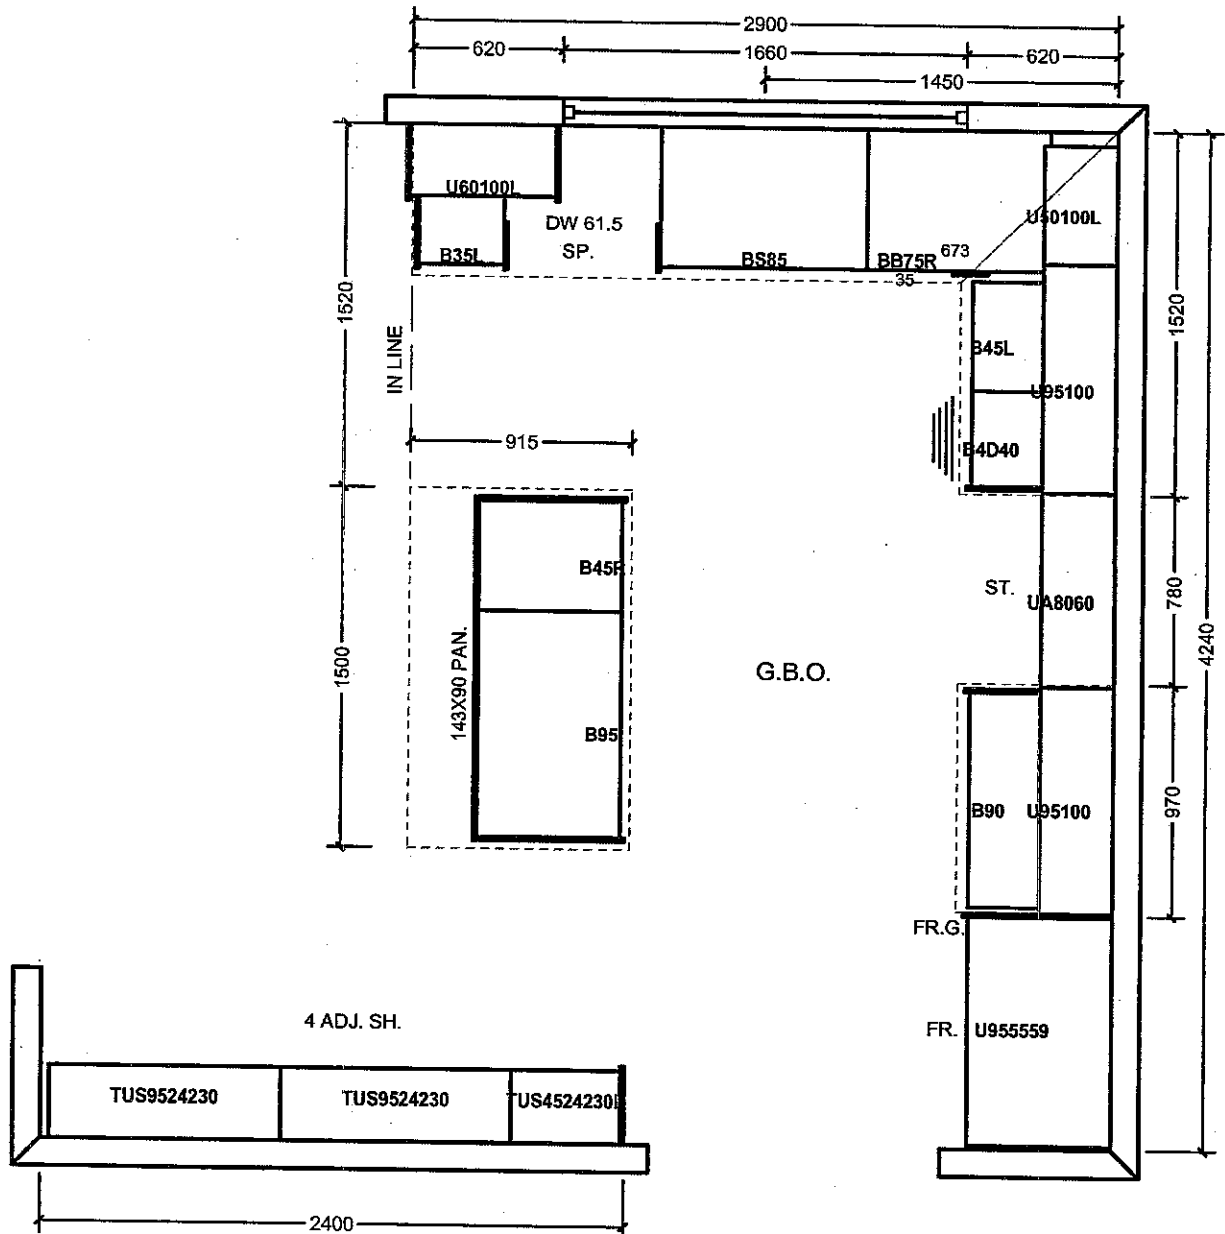 2900
620
1660
620
1450
U60100L
DW 61.5
SP.
B35L
BS85
BB75R
673
35
U50100L
1520
IN LINE
1520
4240
B45L
U95100
B4D40
915
B45R
ST.
UA8060
780
G.B.O.
1500
143X90 PAN.
B95
B90
U95100
970
FR.G.
FR.
U955559
4 ADJ. SH.
TUS9524230
TUS9524230
2400